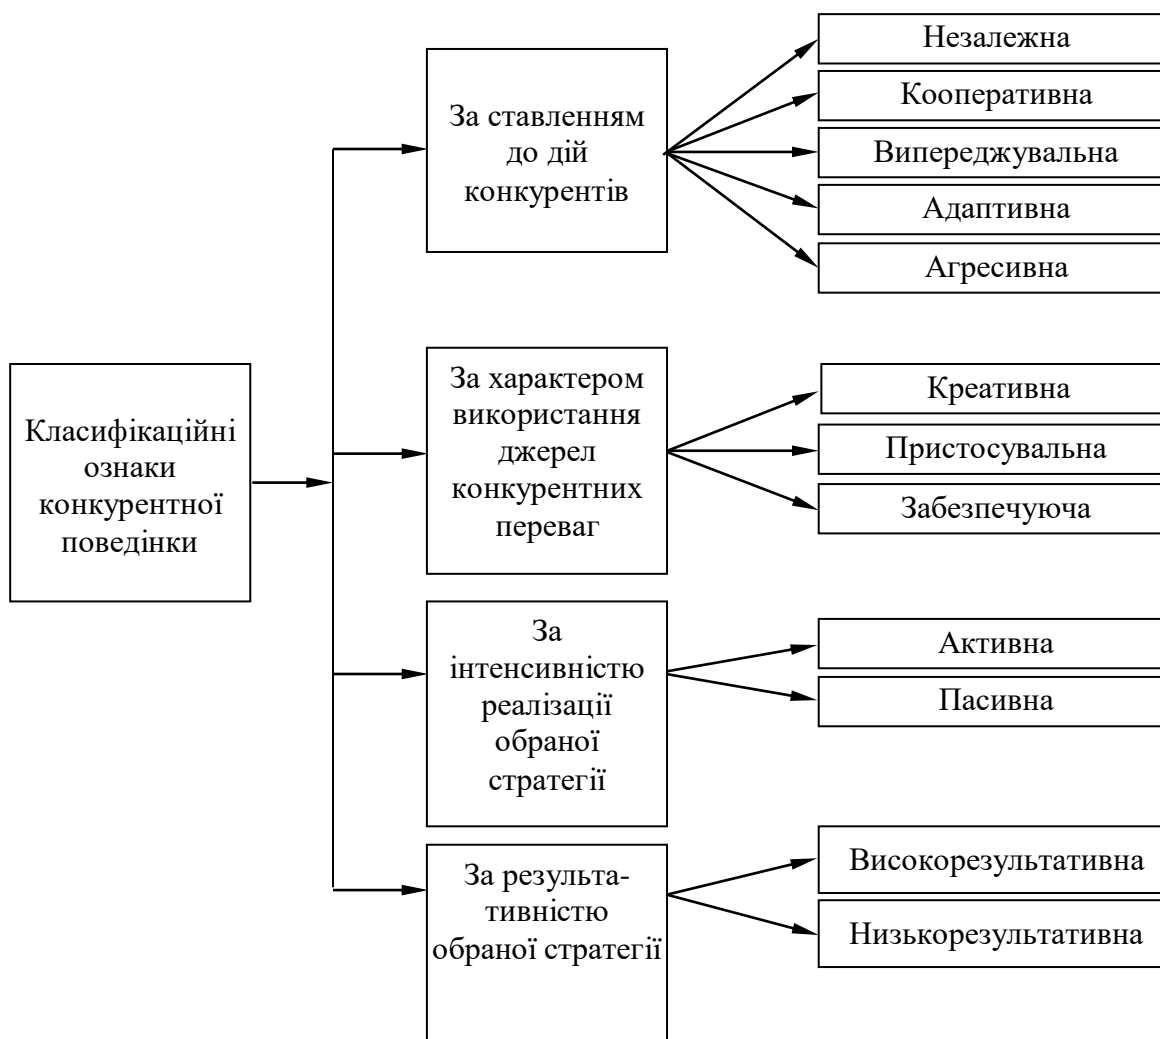 Класифікаційні
ознаки
конкурентної
поведінки
За ставленням
до дій
конкурентів
Незалежна
Кооперативна
Випереджувальна
Адаптивна
Агресивна
За характером
використання
джерел
конкурентних
переваг
Креативна
Пристосувальна
Забезпечуюча
За
інтенсивністю
реалізації
обраної
стратегії
Активна
Пасивна
За результа-
тивністю
обраної стратегії
Високорезультативна
Низькорезультативна